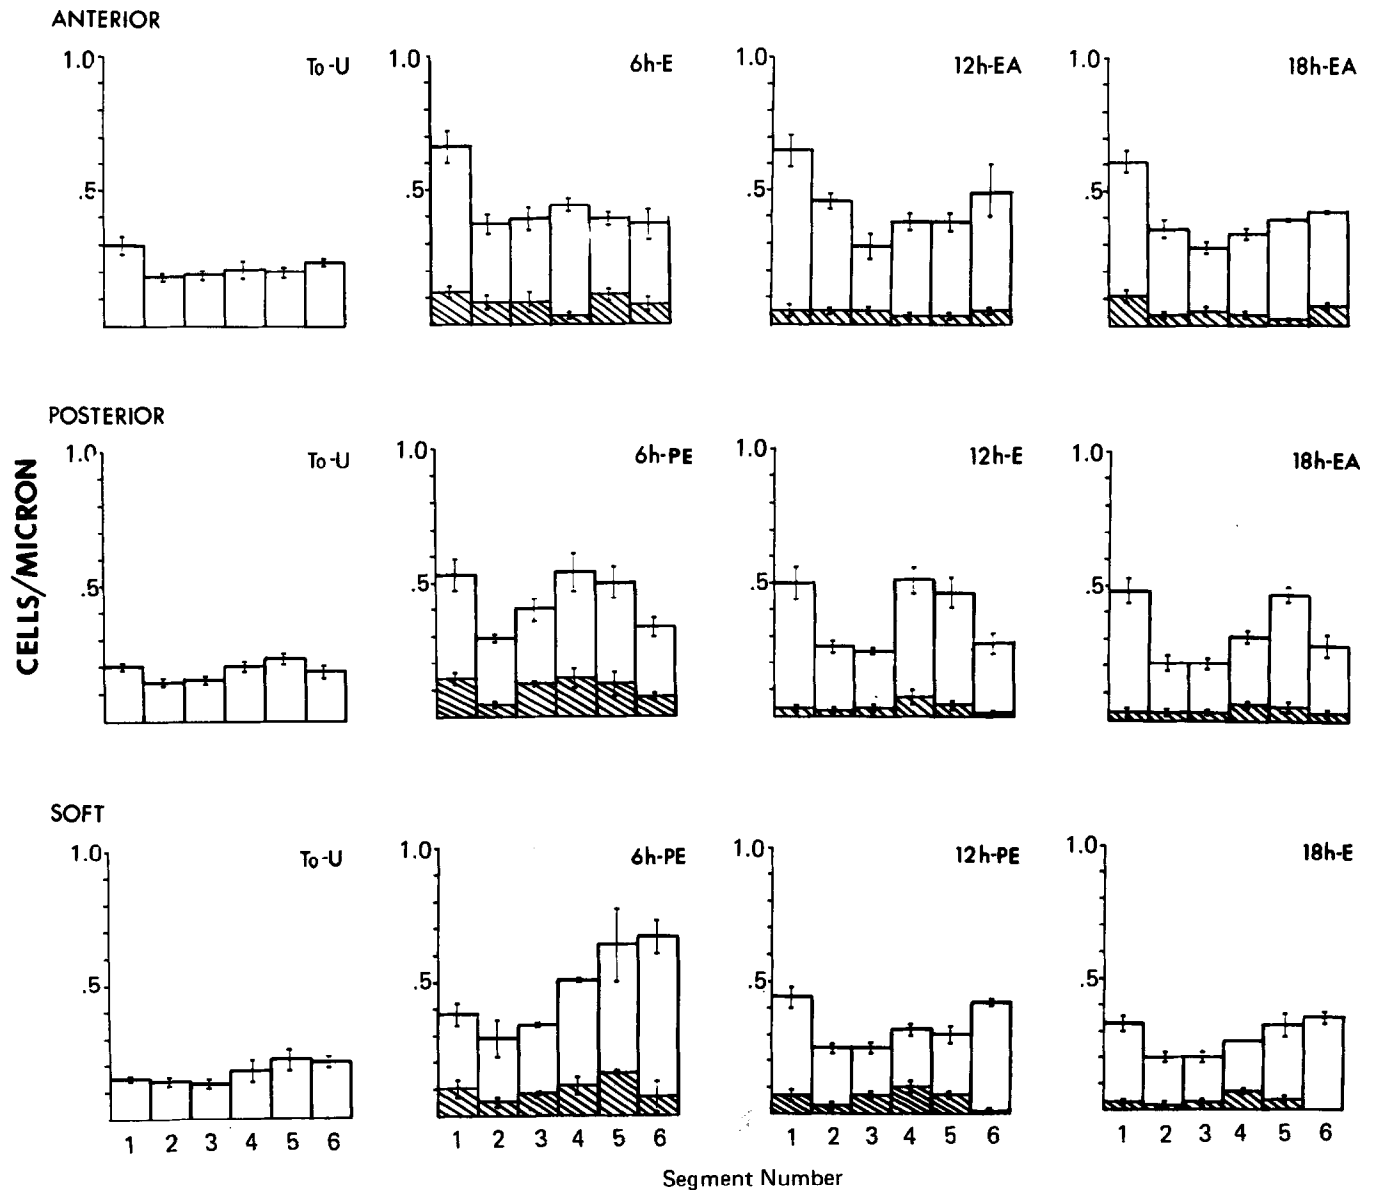 ANTERIOR
1.0 To-U 1.0 6h-E 1.0 12h-EA 1.0 18h-EA
.5 .5 .5 .5
POSTERIOR
1.0 To-U 1.0 6h-PE 1.0 12h-E 1.0 18h-EA
.5 .5 .5 .5
CELLS/MICRON
SOFT
1.0 To-U 1.0 6h-PE 1.0 12h-PE 1.0 18h-E
.5 .5 .5 .5
1 2 3 4 5 6 1 2 3 4 5 6 1 2 3 4 5 6 1 2 3 4 5 6
Segment Number